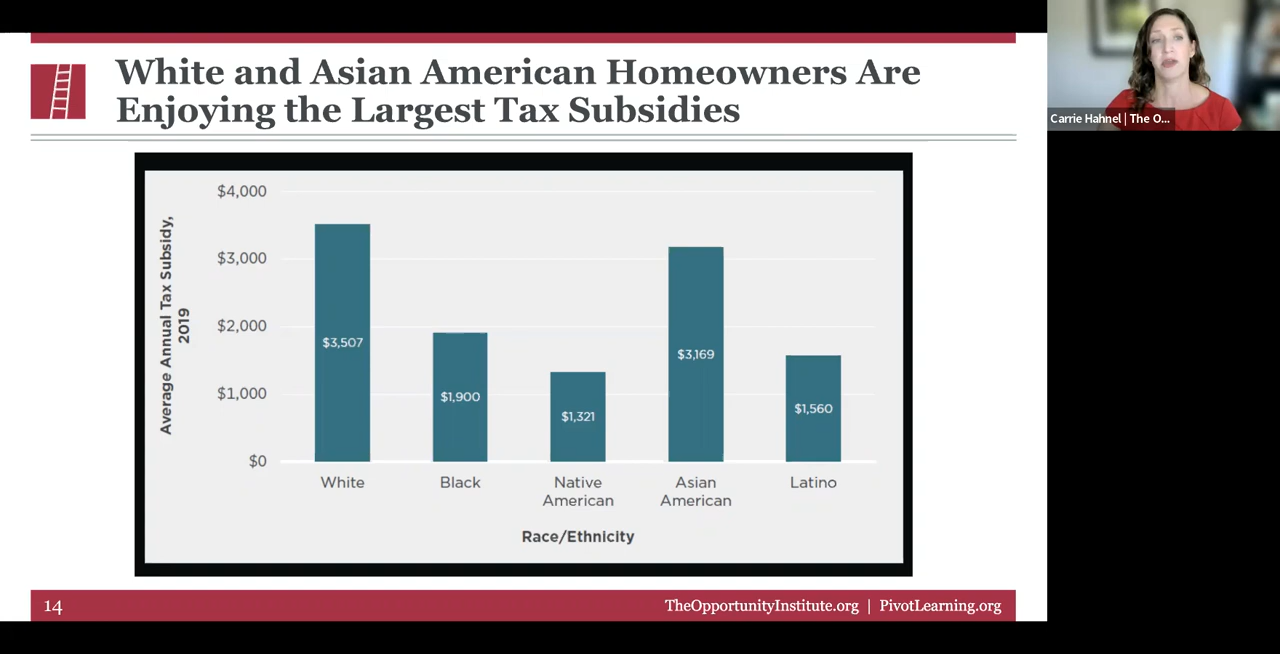 White and Asian American Homeowners Are
Enjoying the Largest Tax Subsidies
Carrie Hahnel | The O...
Average Annual Tax Subsidy,
2019
$4,000
$3,000
$2,000
$1,000
$0
$3,507
$1,900
$1,321
$3,169
$1,560
White
Black
Native
American
Asian
American
Latino
Race/Ethnicity
14
TheOpportunityInstitute.org | PivotLearning.org